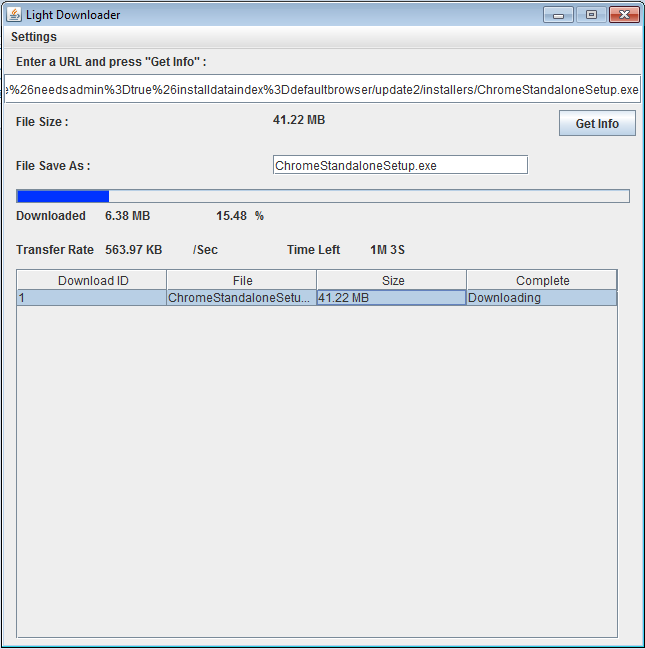 Light Downloader
Settings
Enter a URL and press "Get Info" :
e%26needsadmin%3Dtrue%26installdataindex%3Ddefaultbrowser/update2/installers/ChromeStandaloneSetup.exe
File Size : 41.22 MB Get Info
File Save As : ChromeStandaloneSetup.exe
Downloaded 6.38 MB 15.48 %
Transfer Rate 563.97 KB /Sec Time Left 1M 3S
Download ID File Size Complete
1 ChromeStandaloneSetu... 41.22 MB Downloading